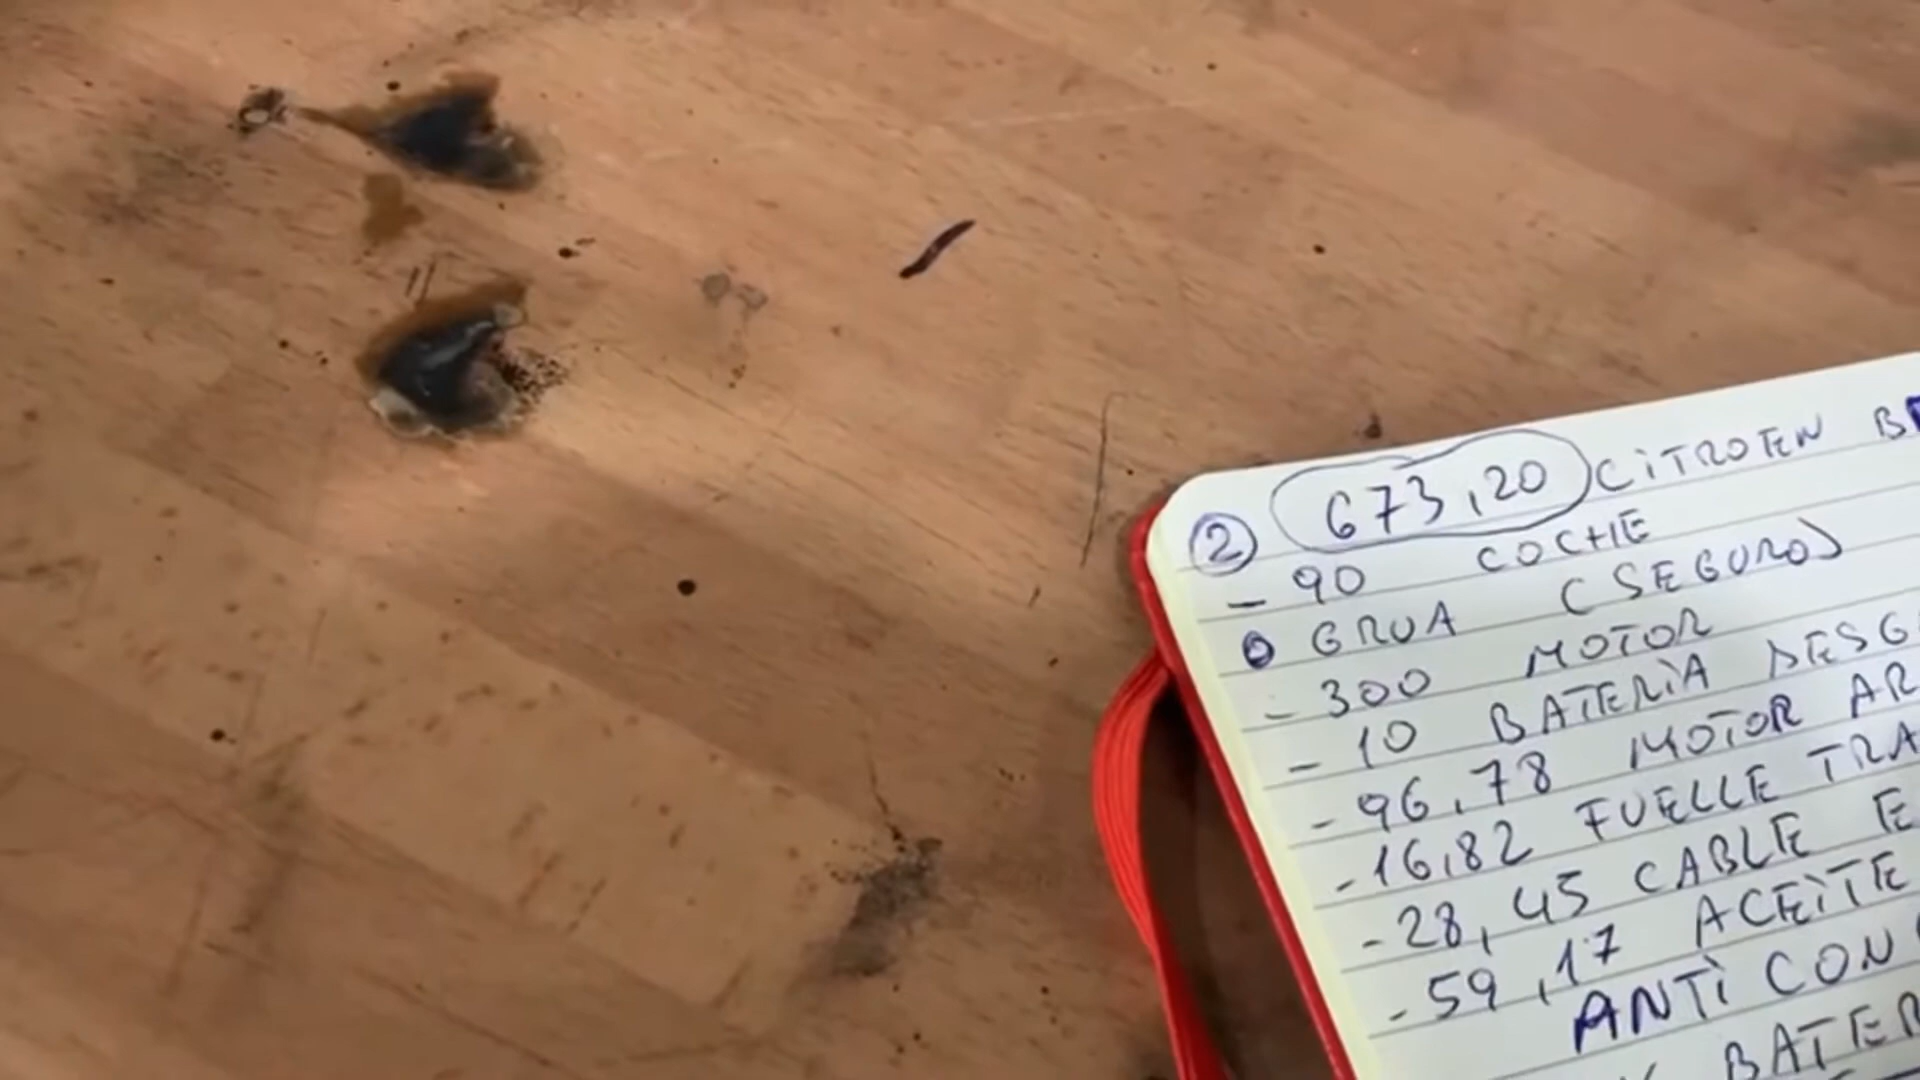 ② 673,20 CITROEN
- 90 COCHE
0 GRUA (SEGURO)
- 300 MOTOR
- 10 BATERIA
- 96,78 MOTOR
- 16,82 FUELLE
- 28,45 CABLE
- 59,17 ACEITE
ANTI